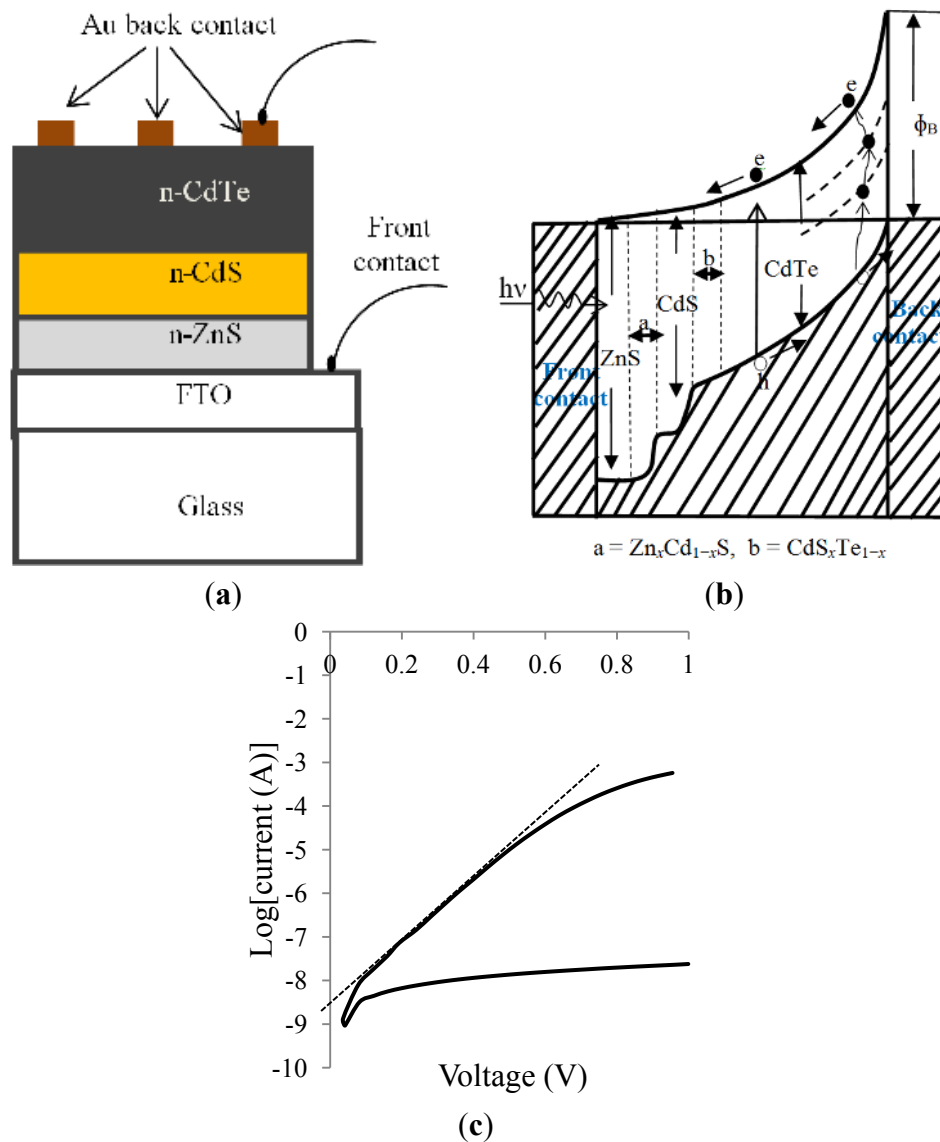 Au back contact
n-CdTe
n-CdS
n-ZnS
FTO
Glass
Front
contact
(a)
e
e
ϕB
hν
a
b
ZnS
CdS
CdTe
h
Front
contact
Back
contact
a = ZnxCd1−xS, b = CdSxTe1−x
(b)
Log[current (A)]
0
-1
-2
-3
-4
-5
-6
-7
-8
-9
-10
0 0.2 0.4 0.6 0.8 1
Voltage (V)
(c)